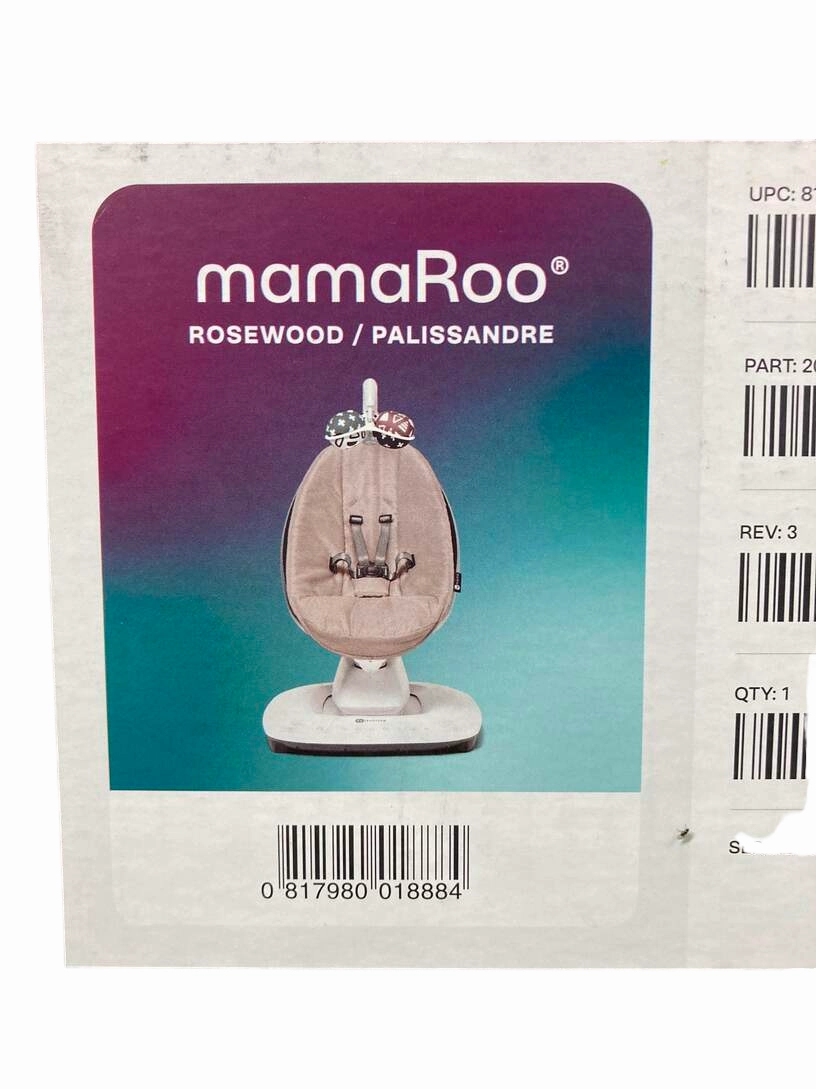 mamaRoo®
ROSEWOOD / PALISSANDRE
0 817980 018884
UPC: 81
PART: 20
REV: 3
QTY: 1